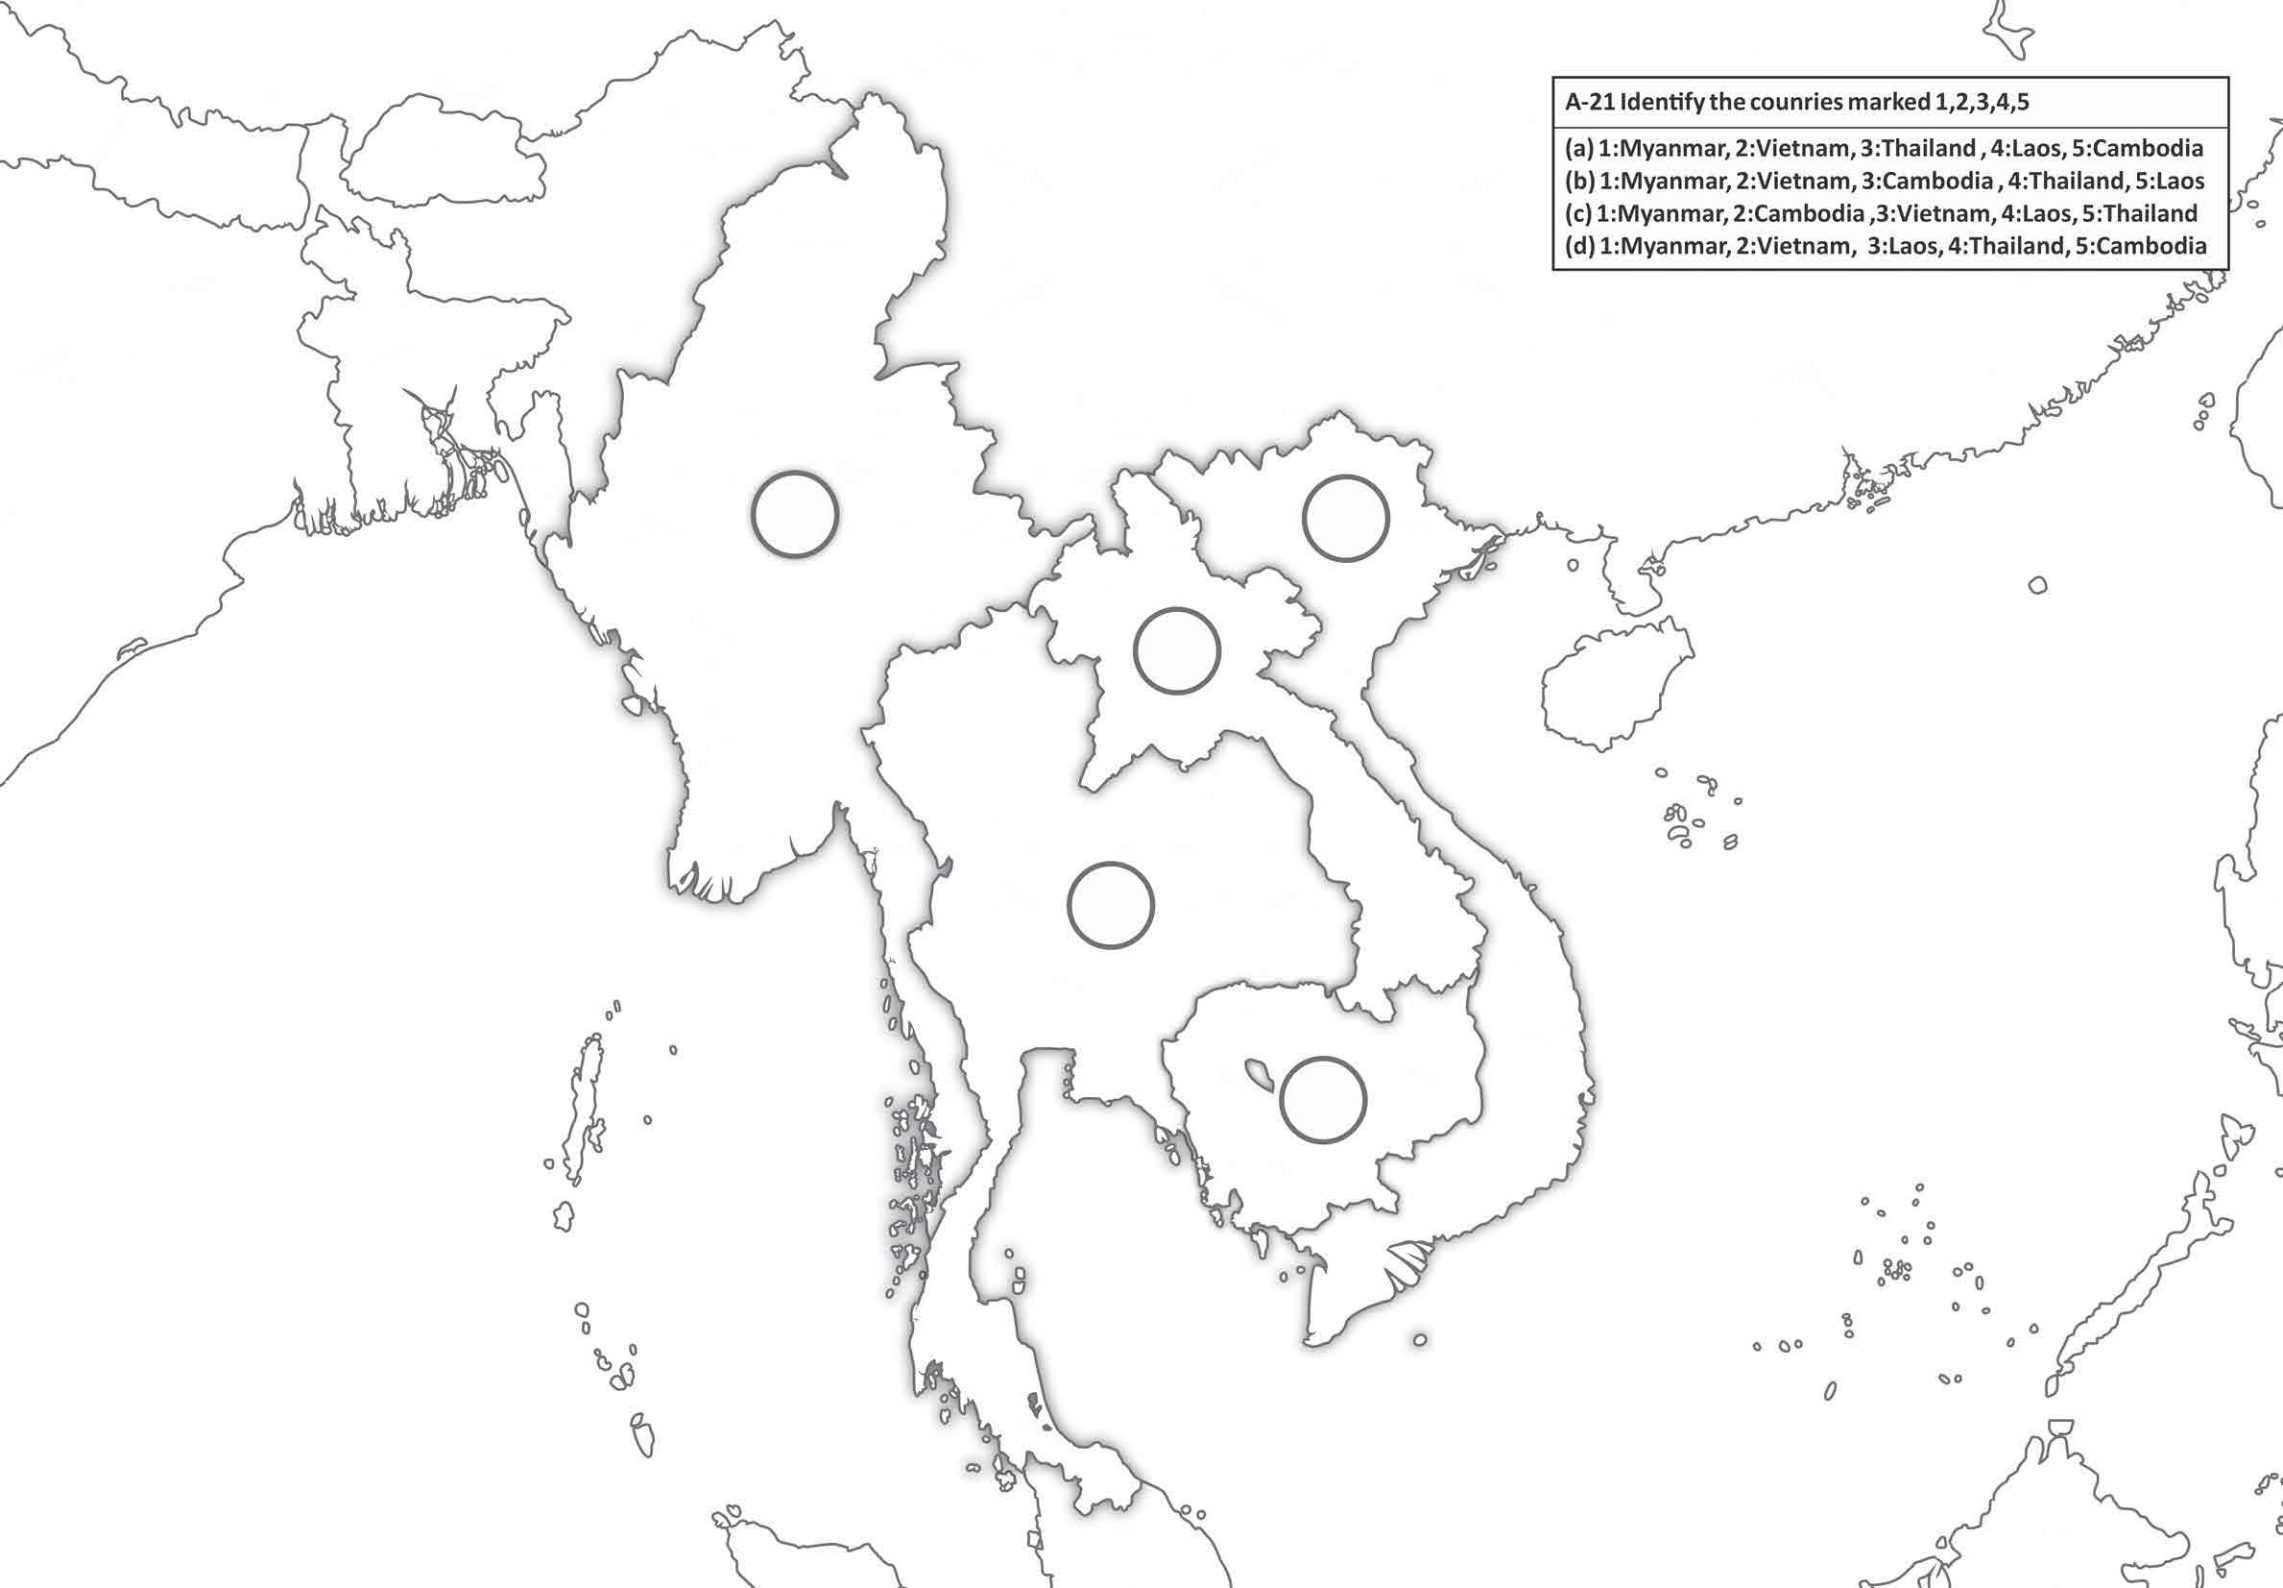 A-21 Identify the counries marked 1,2,3,4,5
(a) 1:Myanmar, 2:Vietnam, 3:Thailand , 4:Laos, 5:Cambodia
(b) 1:Myanmar, 2:Vietnam, 3:Cambodia , 4:Thailand, 5:Laos
(c) 1:Myanmar, 2:Cambodia ,3:Vietnam, 4:Laos, 5:Thailand
(d) 1:Myanmar, 2:Vietnam, 3:Laos, 4:Thailand, 5:Cambodia